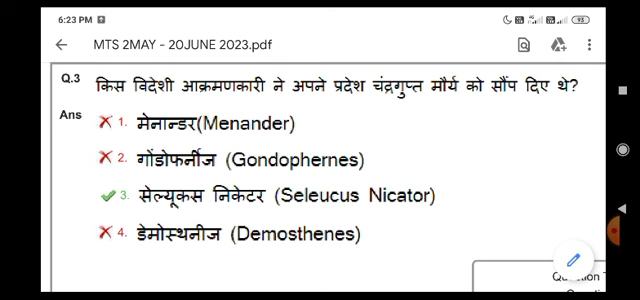 6:23 PM
93
MTS 2MAY - 20JUNE 2023.pdf
Q.3 किस विदेशी आक्रमणकारी ने अपने प्रदेश चंद्रगुप्त मौर्य को सौंप दिए थे?
Ans
1. मेनान्डर(Menander)
2. गोंडोफर्नीज (Gondophernes)
3. सेल्यूकस निकेटर (Seleucus Nicator)
4. डेमोस्थनीज (Demosthenes)